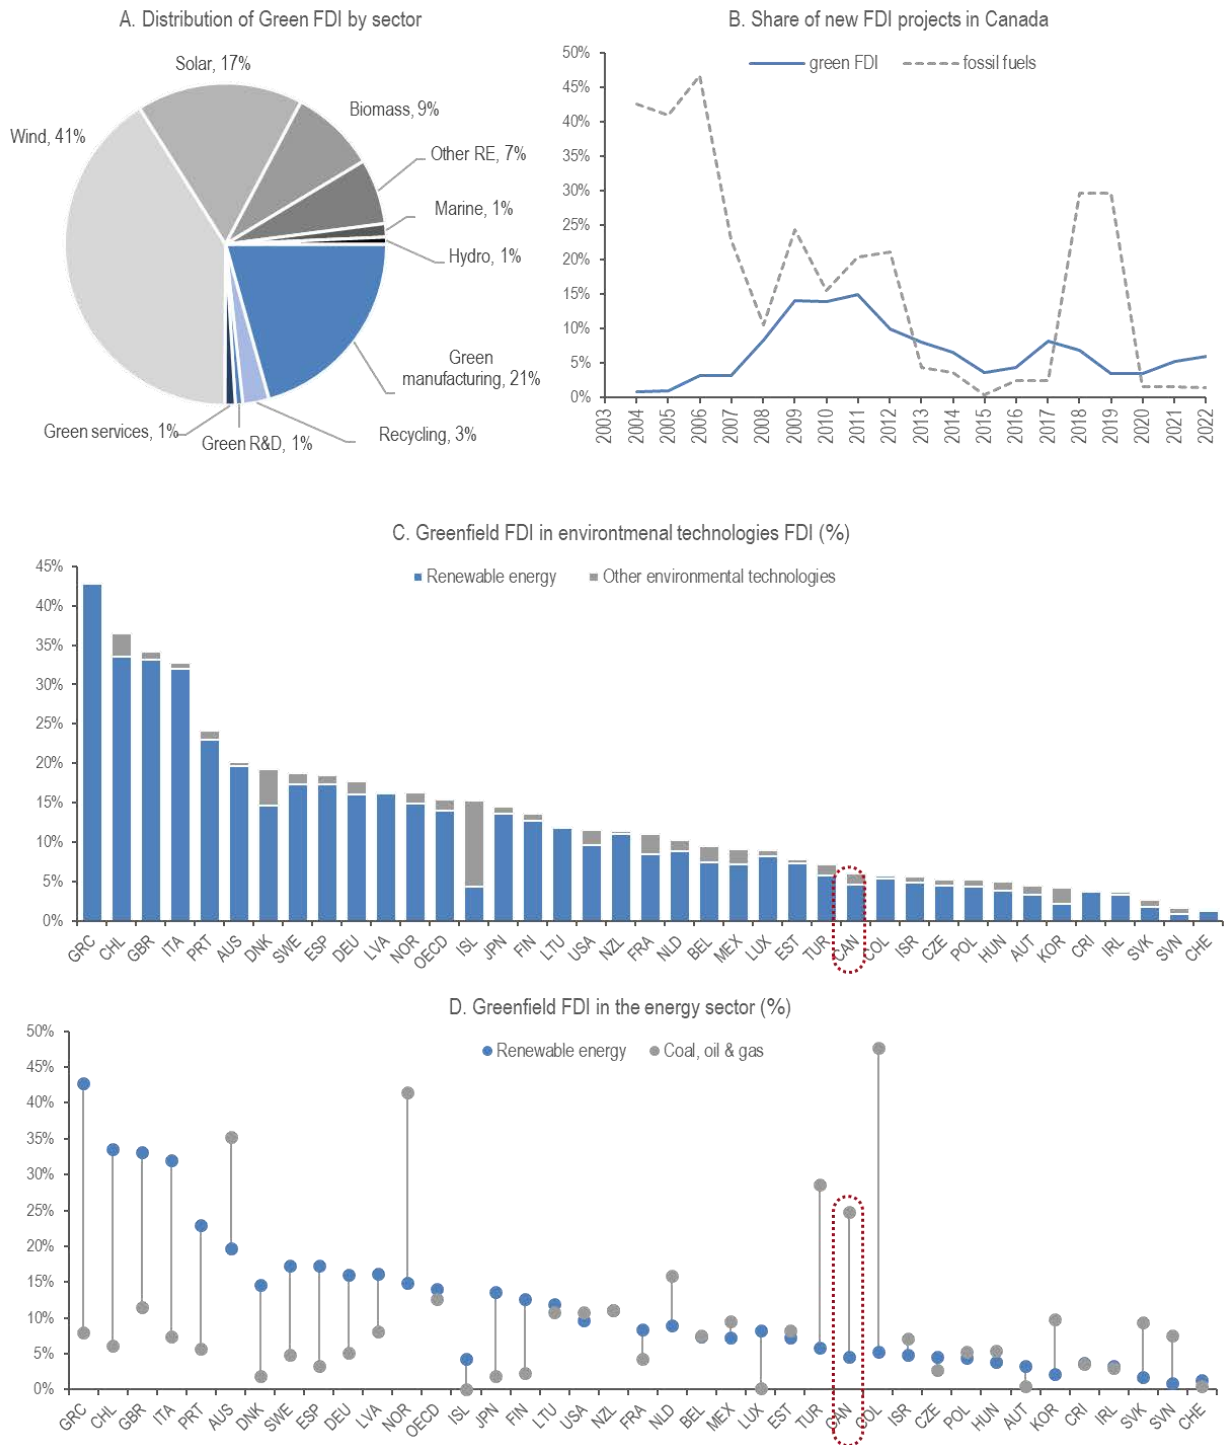 A. Distribution of Green FDI by sector
Solar, 17%
Biomass, 9%
Wind, 41%
Other RE, 7%
Marine, 1%
Hydro, 1%
Green
manufacturing, 21%
Recycling, 3%
Green services, 1%
Green R&D, 1%
B. Share of new FDI projects in Canada
green FDI
fossil fuels
50%
45%
40%
35%
30%
25%
20%
15%
10%
5%
0%
2003
2004
2005
2006
2007
2008
2009
2010
2011
2012
2013
2014
2015
2016
2017
2018
2019
2020
2021
2022
C. Greenfield FDI in environtmenal technologies FDI (%)
Renewable energy
Other environmental technologies
45%
40%
35%
30%
25%
20%
15%
10%
5%
0%
GRC
CHL
GBR
ITA
PRT
AUS
DNK
SWE
ESP
DEU
LVA
NOR
OECD
ISL
JPN
FIN
LTU
USA
NZL
FRA
NLD
BEL
MEX
LUX
EST
TUR
CAN
COL
ISR
CZE
POL
HUN
AUT
KOR
CRI
IRL
SVK
SVN
CHE
D. Greenfield FDI in the energy sector (%)
Renewable energy
Coal, oil & gas
50%
45%
40%
35%
30%
25%
20%
15%
10%
5%
0%
GRC
CHL
GBR
ITA
PRT
AUS
DNK
SWE
ESP
DEU
LVA
NOR
OECD
ISL
JPN
FIN
LTU
USA
NZL
FRA
NLD
BEL
MEX
LUX
EST
TUR
CAN
COL
ISR
CZE
POL
HUN
AUT
KOR
CRI
IRL
SVK
SVN
CHE